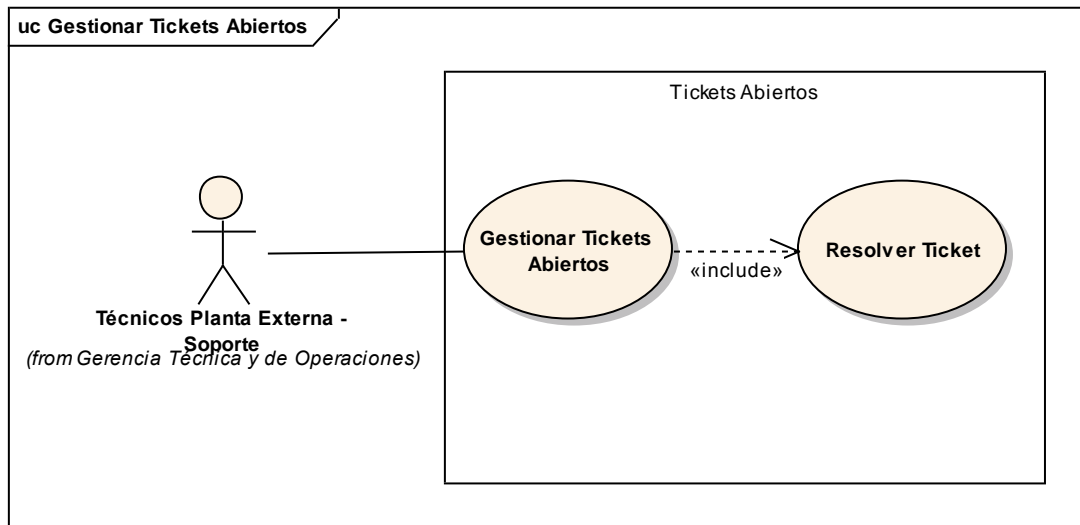 uc Gestionar Tickets Abiertos
Tickets Abiertos
Gestionar Tickets
Abiertos
«include»
Resolver Ticket
Técnicos Planta Externa -
Soporte
(from Gerencia Técnica y de Operaciones)